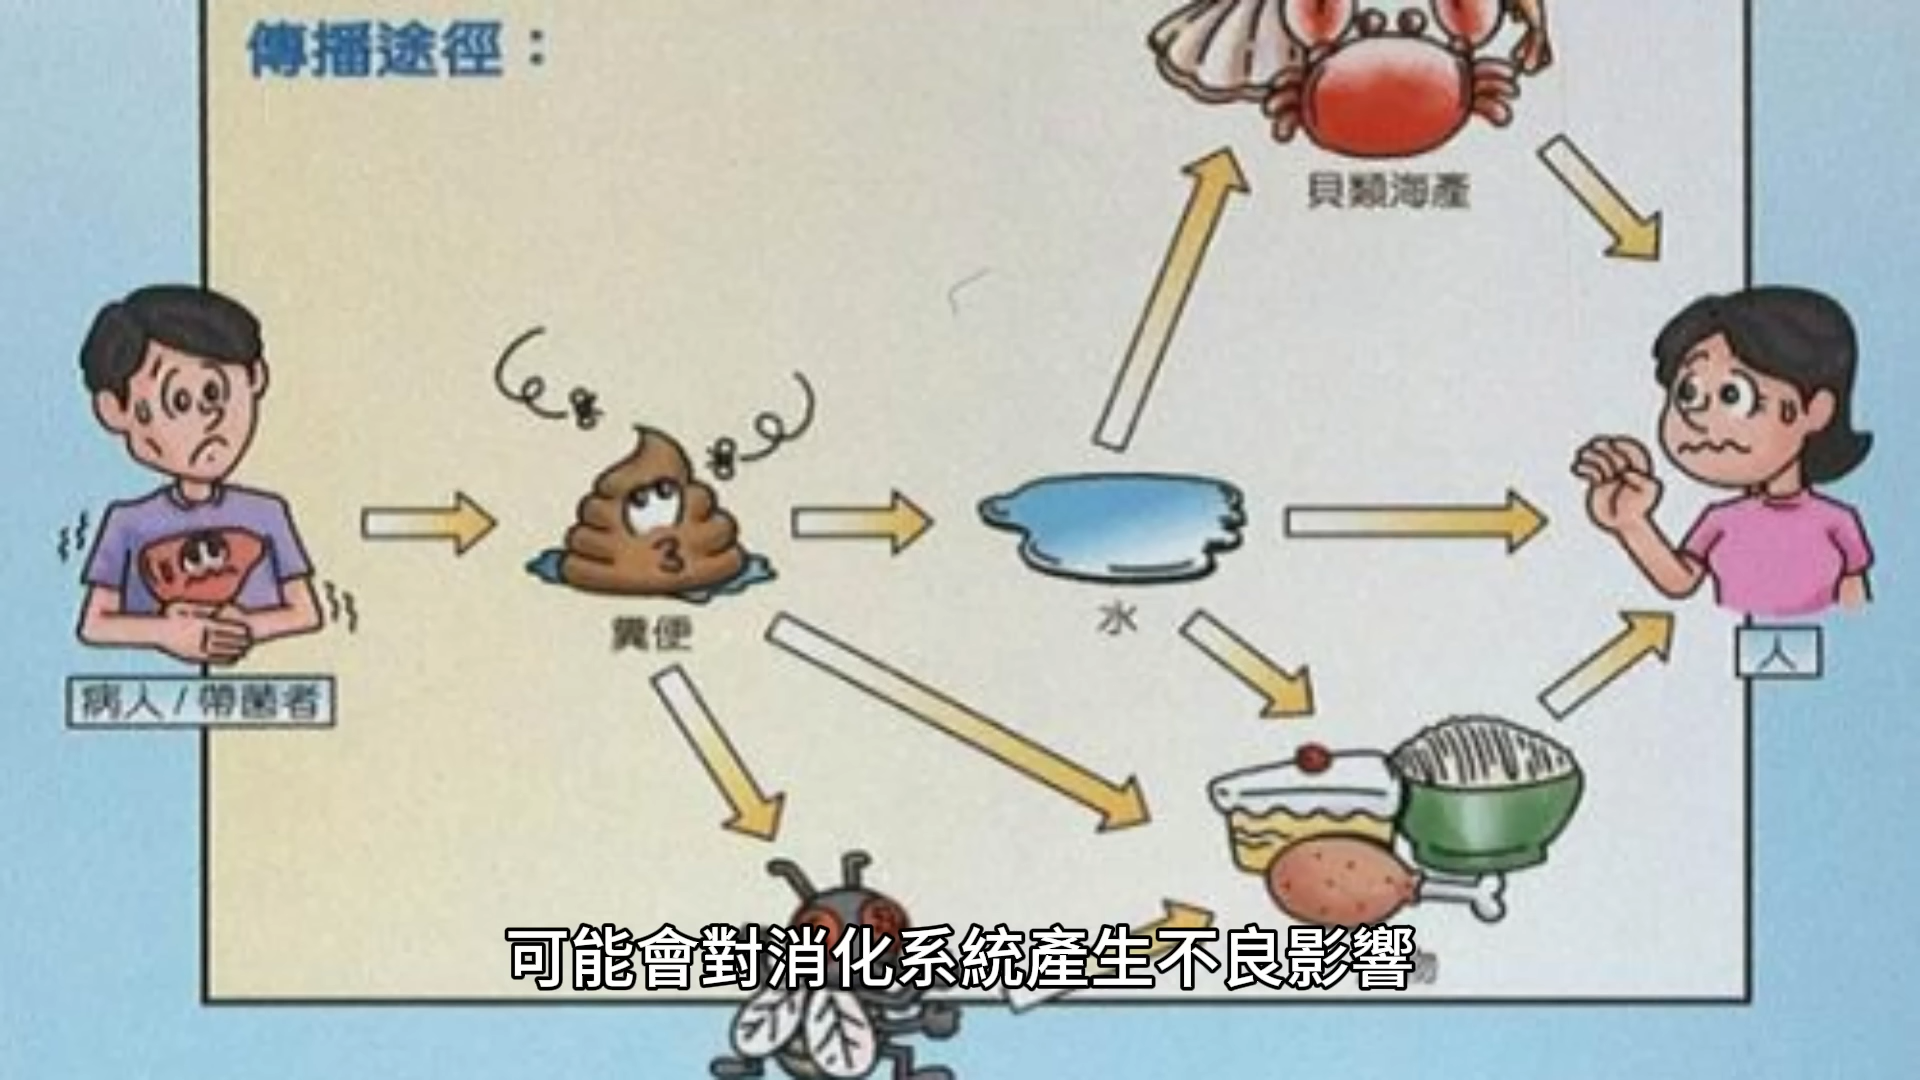 傳播途徑：
貝類海產
糞便
水
人
病人/帶菌者
可能會對消化系統產生不良影響